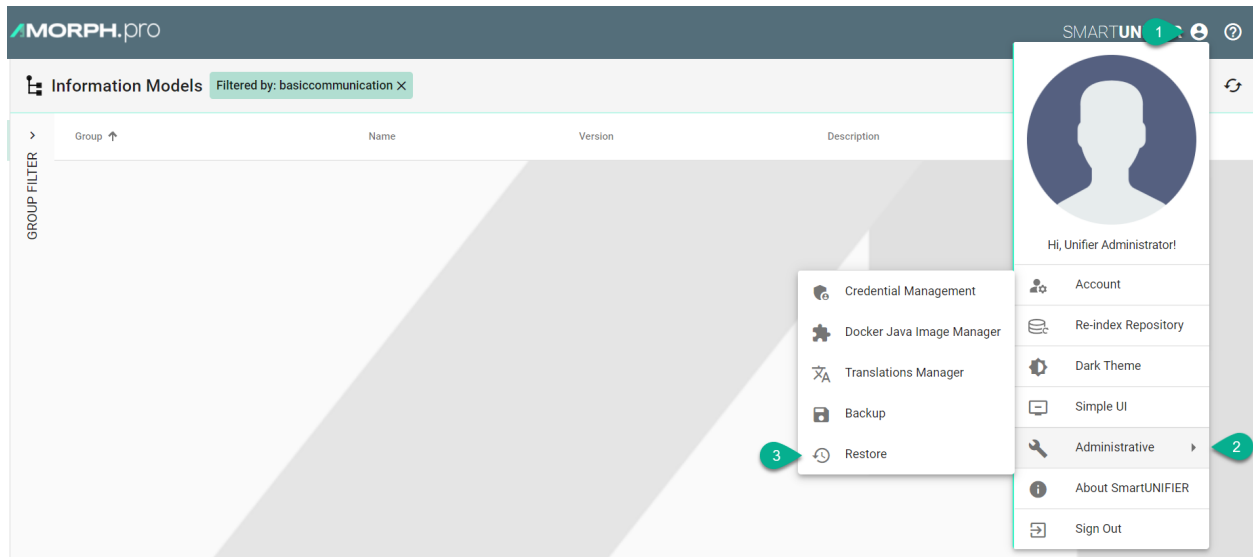 AMORPH.pro
SMARTUN 1 R
Information Models Filtered by: basiccommunication ×
Group Name Version Description
GROUP FILTER
Hi, Unifier Administrator!
Account
Re-index Repository
Dark Theme
Simple UI
Administrative 2
About SmartUNIFIER
Sign Out
Credential Management
Docker Java Image Manager
Translations Manager
Backup
3 Restore